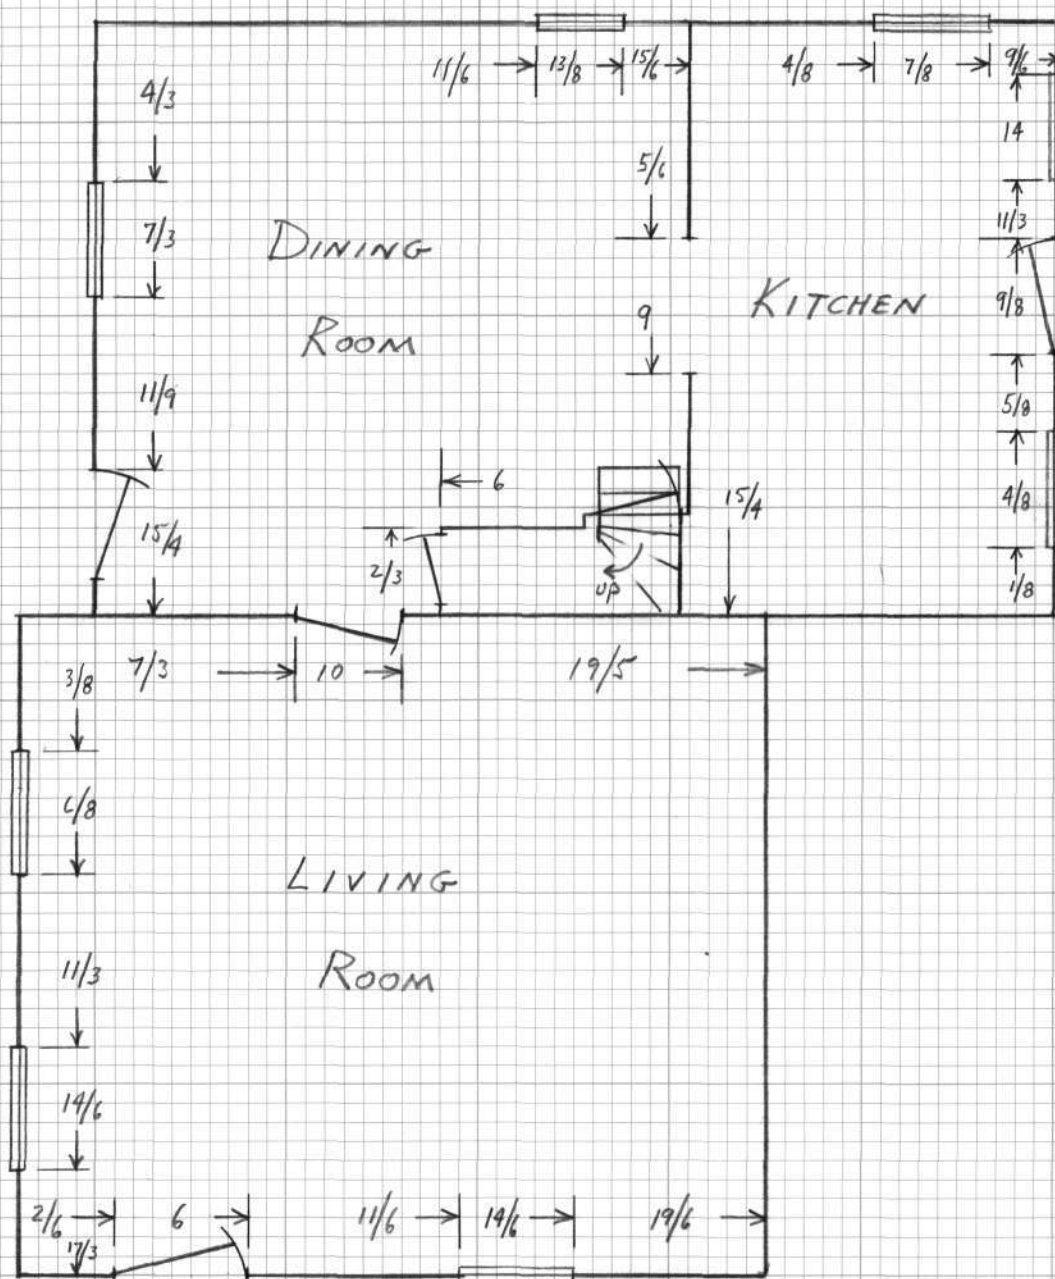 11/6 13/8 15/6 4/8 7/8 9/6
4/3
14
5/6
7/3
11/3
DINING
ROOM
KITCHEN
9
9/8
11/9
5/8
6
15/4
4/8
15/4
2/3
UP
1/8
7/3 10 19/5
3/8
6/8
LIVING
ROOM
11/3
14/6
2/6 6 11/6 14/6 19/6
17/3